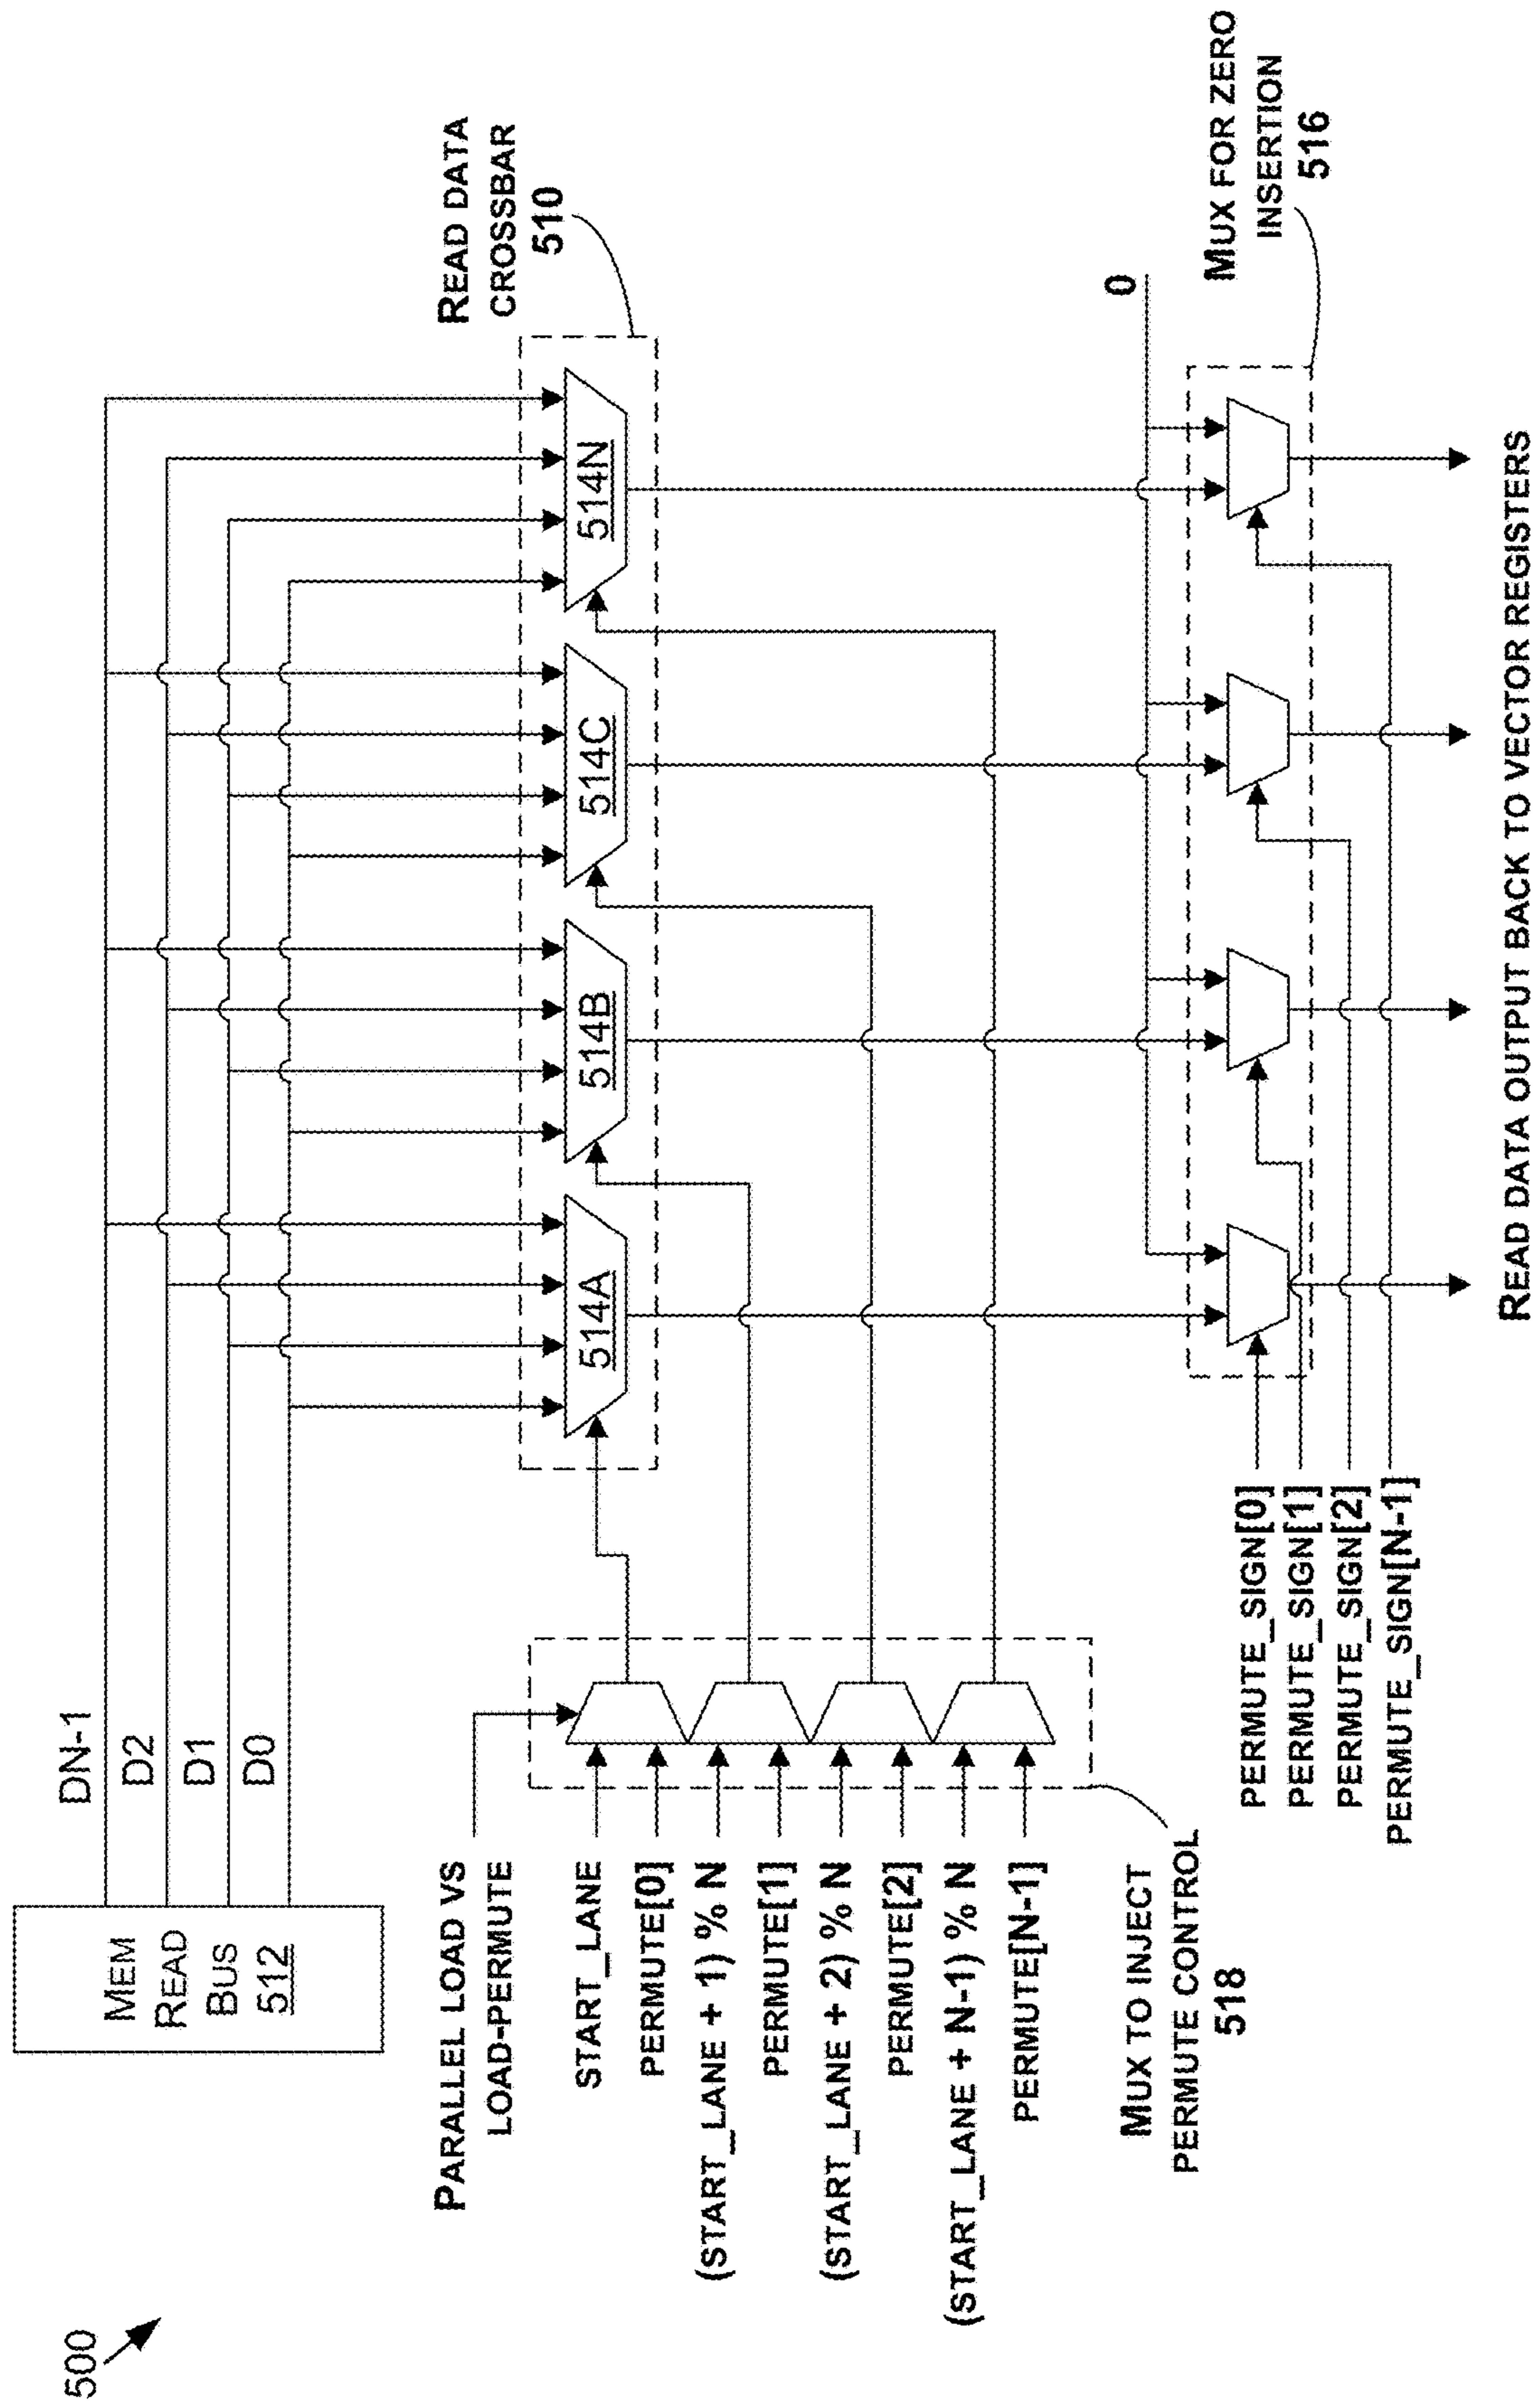 500
MEM
READ
BUS
512
DN-1
D2
D1
D0
READ DATA
CROSSBAR
510
514A
514B
514C
514N
PARALLEL LOAD VS
LOAD-PERMUTE
START_LANE
PERMUTE[0]
(START_LANE + 1) % N
PERMUTE[1]
(START_LANE + 2) % N
PERMUTE[2]
(START_LANE + N-1) % N
PERMUTE[N-1]
MUX TO INJECT
PERMUTE CONTROL
518
0
MUX FOR ZERO
INSERTION
516
PERMUTE_SIGN[0]
PERMUTE_SIGN[1]
PERMUTE_SIGN[2]
PERMUTE_SIGN[N-1]
READ DATA OUTPUT BACK TO VECTOR REGISTERS